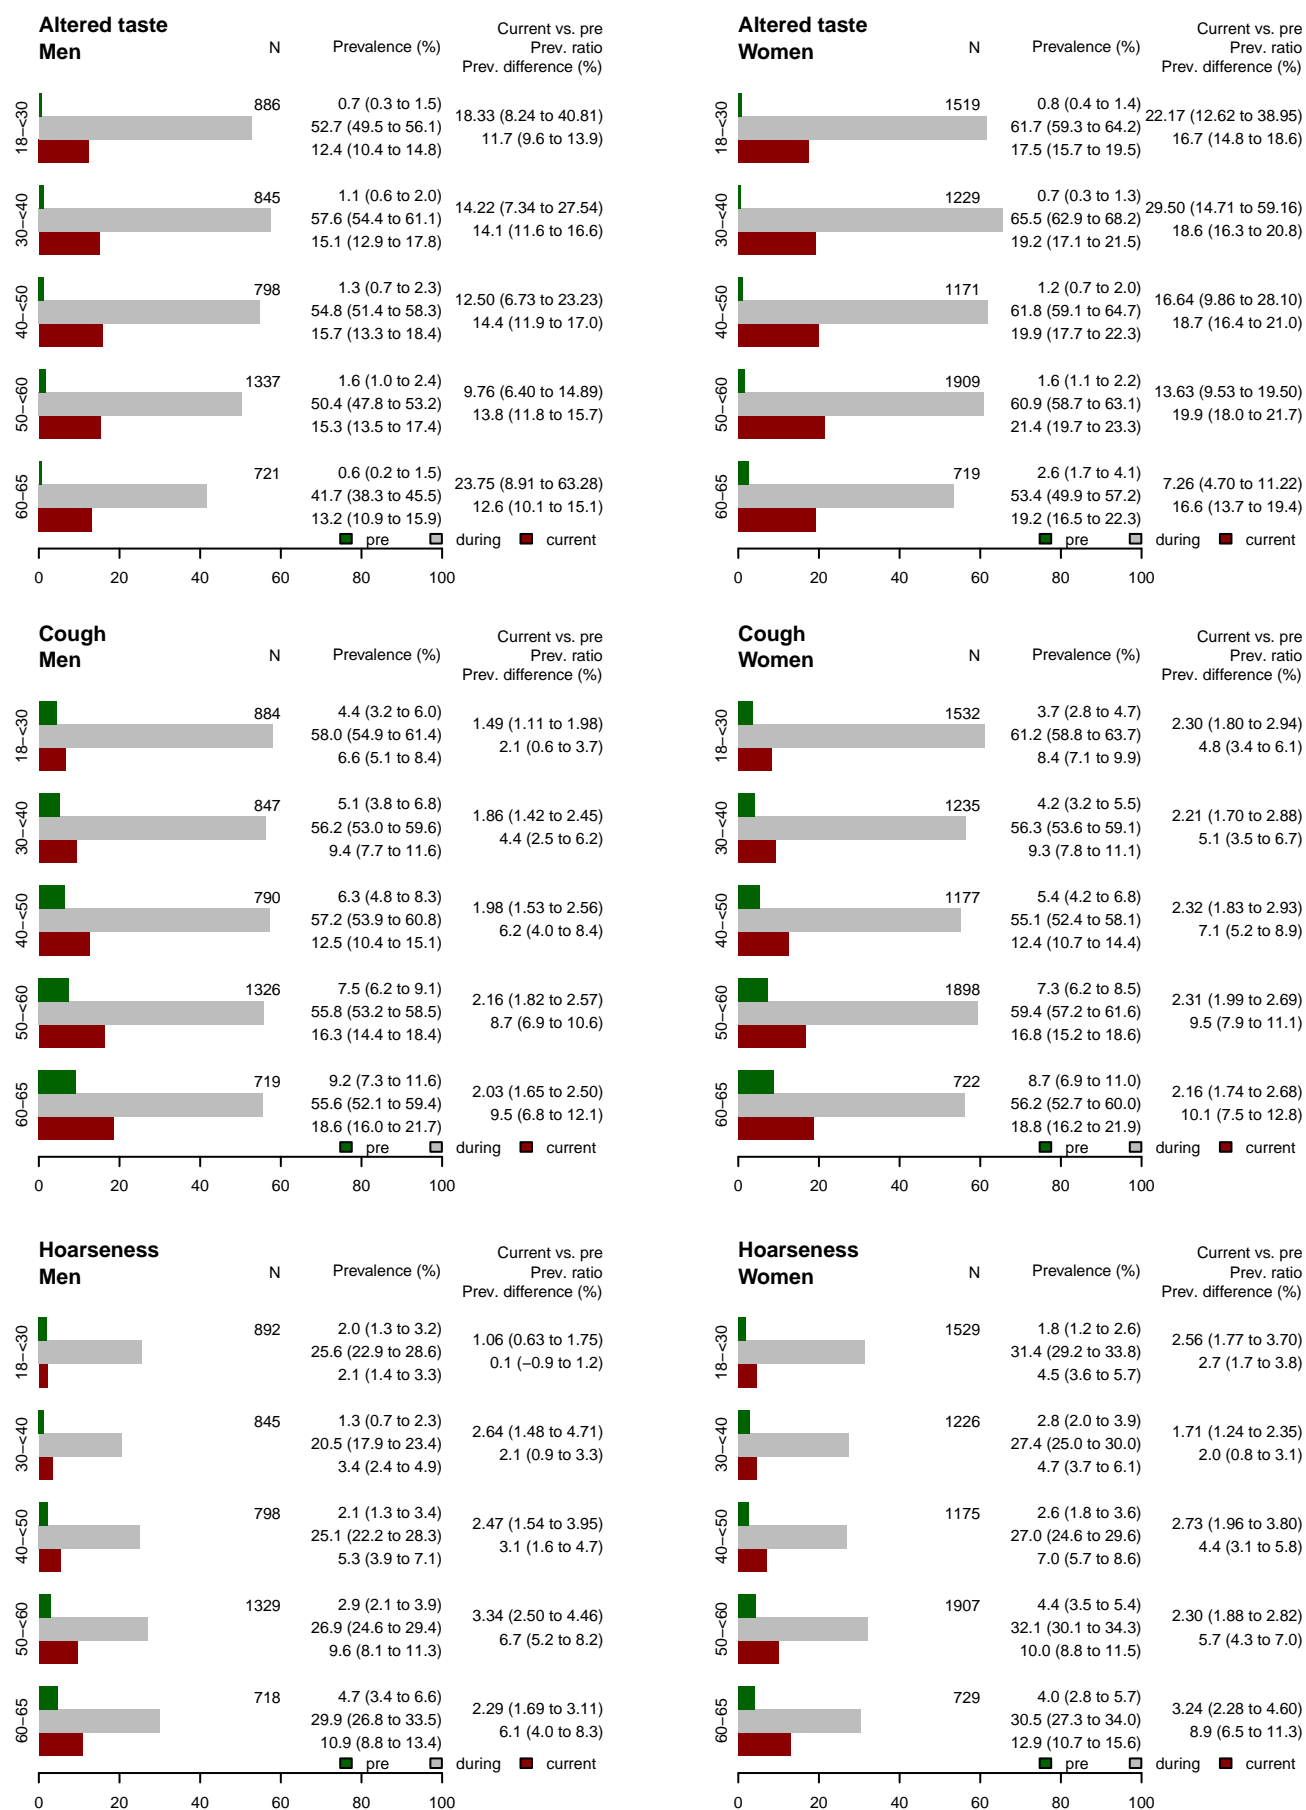 Altered taste
Men
N
Prevalence (%)
Current vs. pre
Prev. ratio
Prev. difference (%)
18−<30
886
0.7 (0.3 to 1.5)
52.7 (49.5 to 56.1)
12.4 (10.4 to 14.8)
18.33 (8.24 to 40.81)
11.7 (9.6 to 13.9)
30−<40
845
1.1 (0.6 to 2.0)
57.6 (54.4 to 61.1)
15.1 (12.9 to 17.8)
14.22 (7.34 to 27.54)
14.1 (11.6 to 16.6)
40−<50
798
1.3 (0.7 to 2.3)
54.8 (51.4 to 58.3)
15.7 (13.3 to 18.4)
12.50 (6.73 to 23.23)
14.4 (11.9 to 17.0)
50−<60
1337
1.6 (1.0 to 2.4)
50.4 (47.8 to 53.2)
15.3 (13.5 to 17.4)
9.76 (6.40 to 14.89)
13.8 (11.8 to 15.7)
60−65
721
0.6 (0.2 to 1.5)
41.7 (38.3 to 45.5)
13.2 (10.9 to 15.9)
23.75 (8.91 to 63.28)
12.6 (10.1 to 15.1)
pre during current
0 20 40 60 80 100
Altered taste
Women
N
Prevalence (%)
Current vs. pre
Prev. ratio
Prev. difference (%)
18−<30
1519
0.8 (0.4 to 1.4)
61.7 (59.3 to 64.2)
17.5 (15.7 to 19.5)
22.17 (12.62 to 38.95)
16.7 (14.8 to 18.6)
30−<40
1229
0.7 (0.3 to 1.3)
65.5 (62.9 to 68.2)
19.2 (17.1 to 21.5)
29.50 (14.71 to 59.16)
18.6 (16.3 to 20.8)
40−<50
1171
1.2 (0.7 to 2.0)
61.8 (59.1 to 64.7)
19.9 (17.7 to 22.3)
16.64 (9.86 to 28.10)
18.7 (16.4 to 21.0)
50−<60
1909
1.6 (1.1 to 2.2)
60.9 (58.7 to 63.1)
21.4 (19.7 to 23.3)
13.63 (9.53 to 19.50)
19.9 (18.0 to 21.7)
60−65
719
2.6 (1.7 to 4.1)
53.4 (49.9 to 57.2)
19.2 (16.5 to 22.3)
7.26 (4.70 to 11.22)
16.6 (13.7 to 19.4)
pre during current
0 20 40 60 80 100
Cough
Men
N
Prevalence (%)
Current vs. pre
Prev. ratio
Prev. difference (%)
18−<30
884
4.4 (3.2 to 6.0)
58.0 (54.9 to 61.4)
6.6 (5.1 to 8.4)
1.49 (1.11 to 1.98)
2.1 (0.6 to 3.7)
30−<40
847
5.1 (3.8 to 6.8)
56.2 (53.0 to 59.6)
9.4 (7.7 to 11.6)
1.86 (1.42 to 2.45)
4.4 (2.5 to 6.2)
40−<50
790
6.3 (4.8 to 8.3)
57.2 (53.9 to 60.8)
12.5 (10.4 to 15.1)
1.98 (1.53 to 2.56)
6.2 (4.0 to 8.4)
50−<60
1326
7.5 (6.2 to 9.1)
55.8 (53.2 to 58.5)
16.3 (14.4 to 18.4)
2.16 (1.82 to 2.57)
8.7 (6.9 to 10.6)
60−65
719
9.2 (7.3 to 11.6)
55.6 (52.1 to 59.4)
18.6 (16.0 to 21.7)
2.03 (1.65 to 2.50)
9.5 (6.8 to 12.1)
pre during current
0 20 40 60 80 100
Cough
Women
N
Prevalence (%)
Current vs. pre
Prev. ratio
Prev. difference (%)
18−<30
1532
3.7 (2.8 to 4.7)
61.2 (58.8 to 63.7)
8.4 (7.1 to 9.9)
2.30 (1.80 to 2.94)
4.8 (3.4 to 6.1)
30−<40
1235
4.2 (3.2 to 5.5)
56.3 (53.6 to 59.1)
9.3 (7.8 to 11.1)
2.21 (1.70 to 2.88)
5.1 (3.5 to 6.7)
40−<50
1177
5.4 (4.2 to 6.8)
55.1 (52.4 to 58.1)
12.4 (10.7 to 14.4)
2.32 (1.83 to 2.93)
7.1 (5.2 to 8.9)
50−<60
1898
7.3 (6.2 to 8.5)
59.4 (57.2 to 61.6)
16.8 (15.2 to 18.6)
2.31 (1.99 to 2.69)
9.5 (7.9 to 11.1)
60−65
722
8.7 (6.9 to 11.0)
56.2 (52.7 to 60.0)
18.8 (16.2 to 21.9)
2.16 (1.74 to 2.68)
10.1 (7.5 to 12.8)
pre during current
0 20 40 60 80 100
Hoarseness
Men
N
Prevalence (%)
Current vs. pre
Prev. ratio
Prev. difference (%)
18−<30
892
2.0 (1.3 to 3.2)
25.6 (22.9 to 28.6)
2.1 (1.4 to 3.3)
1.06 (0.63 to 1.75)
0.1 (−0.9 to 1.2)
30−<40
845
1.3 (0.7 to 2.3)
20.5 (17.9 to 23.4)
3.4 (2.4 to 4.9)
2.64 (1.48 to 4.71)
2.1 (0.9 to 3.3)
40−<50
798
2.1 (1.3 to 3.4)
25.1 (22.2 to 28.3)
5.3 (3.9 to 7.1)
2.47 (1.54 to 3.95)
3.1 (1.6 to 4.7)
50−<60
1329
2.9 (2.1 to 3.9)
26.9 (24.6 to 29.4)
9.6 (8.1 to 11.3)
3.34 (2.50 to 4.46)
6.7 (5.2 to 8.2)
60−65
718
4.7 (3.4 to 6.6)
29.9 (26.8 to 33.5)
10.9 (8.8 to 13.4)
2.29 (1.69 to 3.11)
6.1 (4.0 to 8.3)
pre during current
0 20 40 60 80 100
Hoarseness
Women
N
Prevalence (%)
Current vs. pre
Prev. ratio
Prev. difference (%)
18−<30
1529
1.8 (1.2 to 2.6)
31.4 (29.2 to 33.8)
4.5 (3.6 to 5.7)
2.56 (1.77 to 3.70)
2.7 (1.7 to 3.8)
30−<40
1226
2.8 (2.0 to 3.9)
27.4 (25.0 to 30.0)
4.7 (3.7 to 6.1)
1.71 (1.24 to 2.35)
2.0 (0.8 to 3.1)
40−<50
1175
2.6 (1.8 to 3.6)
27.0 (24.6 to 29.6)
7.0 (5.7 to 8.6)
2.73 (1.96 to 3.80)
4.4 (3.1 to 5.8)
50−<60
1907
4.4 (3.5 to 5.4)
32.1 (30.1 to 34.3)
10.0 (8.8 to 11.5)
2.30 (1.88 to 2.82)
5.7 (4.3 to 7.0)
60−65
729
4.0 (2.8 to 5.7)
30.5 (27.3 to 34.0)
12.9 (10.7 to 15.6)
3.24 (2.28 to 4.60)
8.9 (6.5 to 11.3)
pre during current
0 20 40 60 80 100